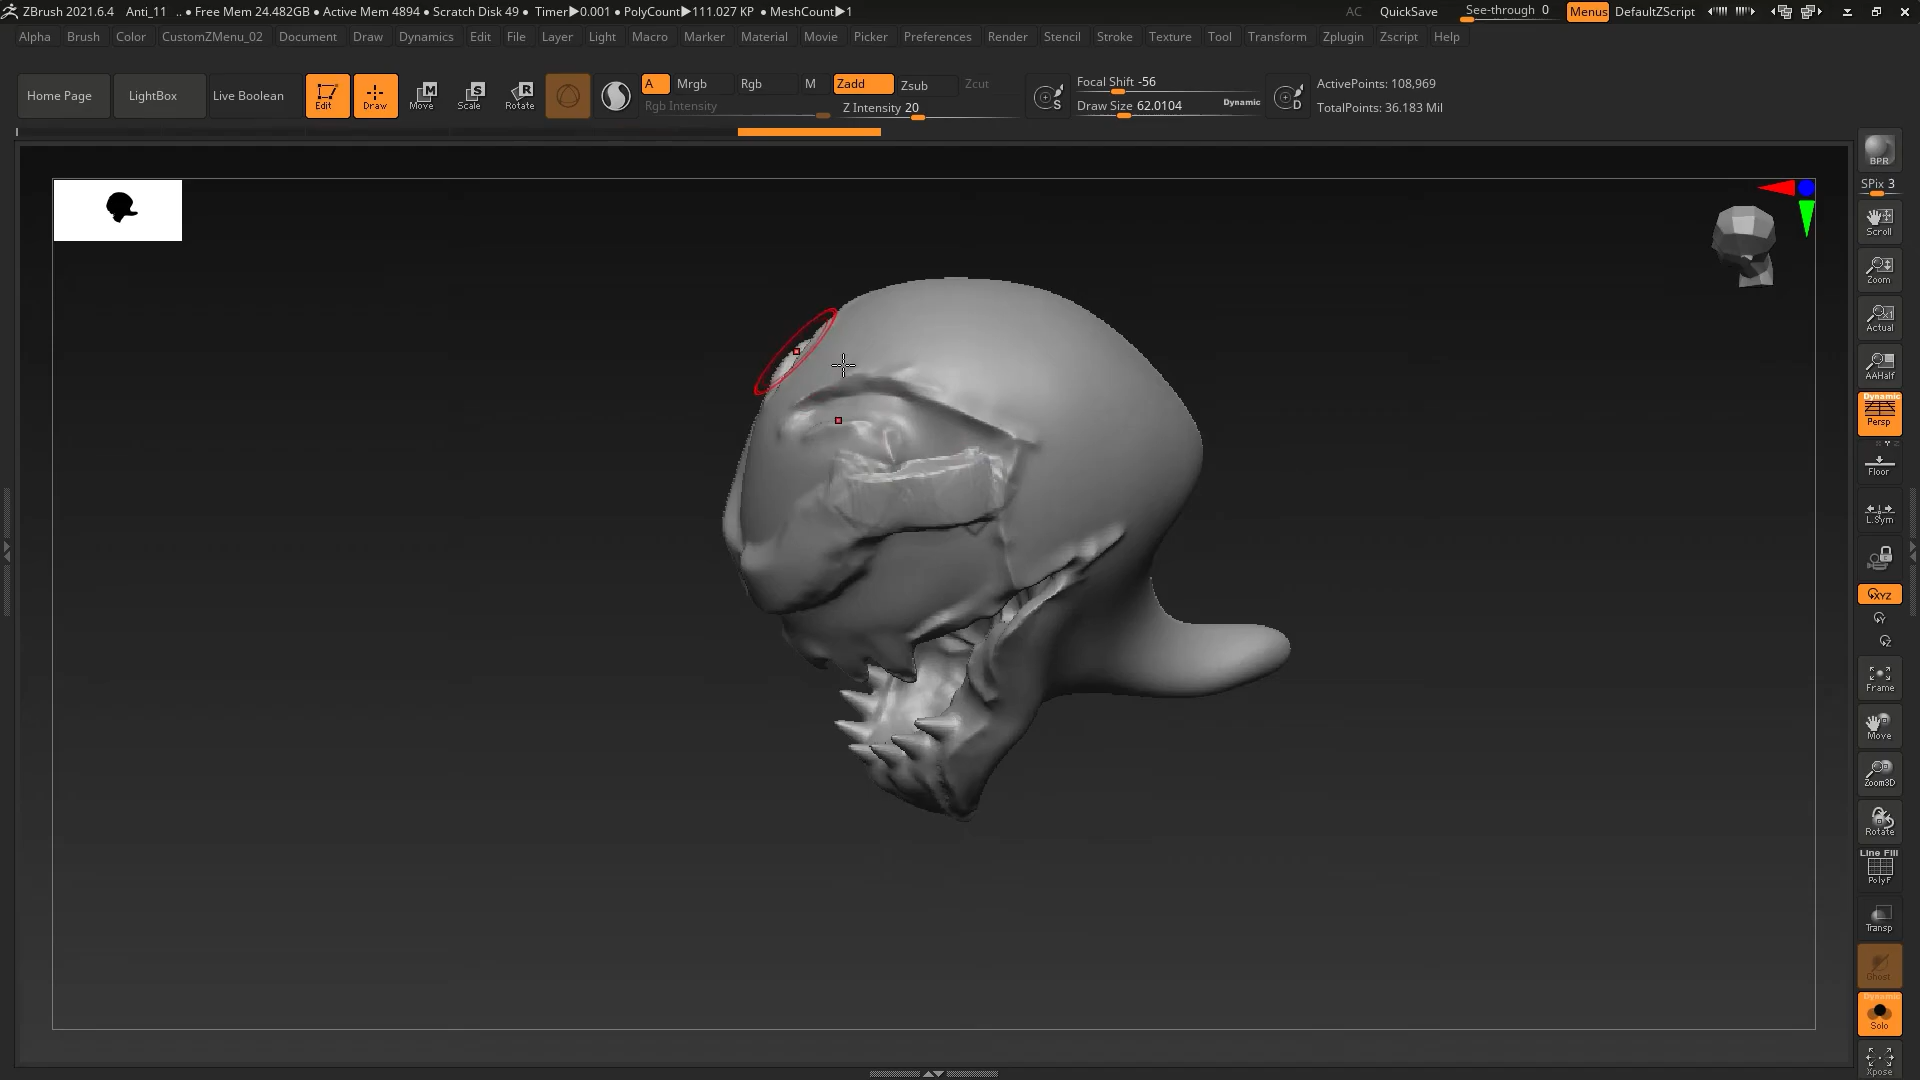 ZBrush 2021.6.4 Anti_11 .. ● Free Mem 24.482GB ● Active Mem 4894 ● Scratch Disk 49 ● Timer▶0.001 ● PolyCount▶111.027 KP ● MeshCount▶1 AC QuickSave See-through 0 Menus DefaultZScript
Alpha Brush Color CustomZMenu_02 Document Draw Dynamics Edit File Layer Light Macro Marker Material Movie Picker Preferences Render Stencil Stroke Texture Tool Transform Zplugin Zscript Help
Home Page LightBox Live Boolean Edit Draw Move Scale Rotate
M S R
A Mrgb Rgb M Zadd Zsub Zcut
Rgb Intensity Z Intensity 20
S Focal Shift -56
Draw Size 62.0104 Dynamic D
ActivePoints: 108,969
TotalPoints: 36.183 Mil
BPR
SPix 3
Scroll
Zoom
Actual
AAHalf
Dynamic
Persp
Floor
L.Sym
XYZ
Y
Z
Frame
Move
Zoom3D
Rotate
Line Fill
PolyF
Transp
Ghost
Dynamic
Solo
Xpose